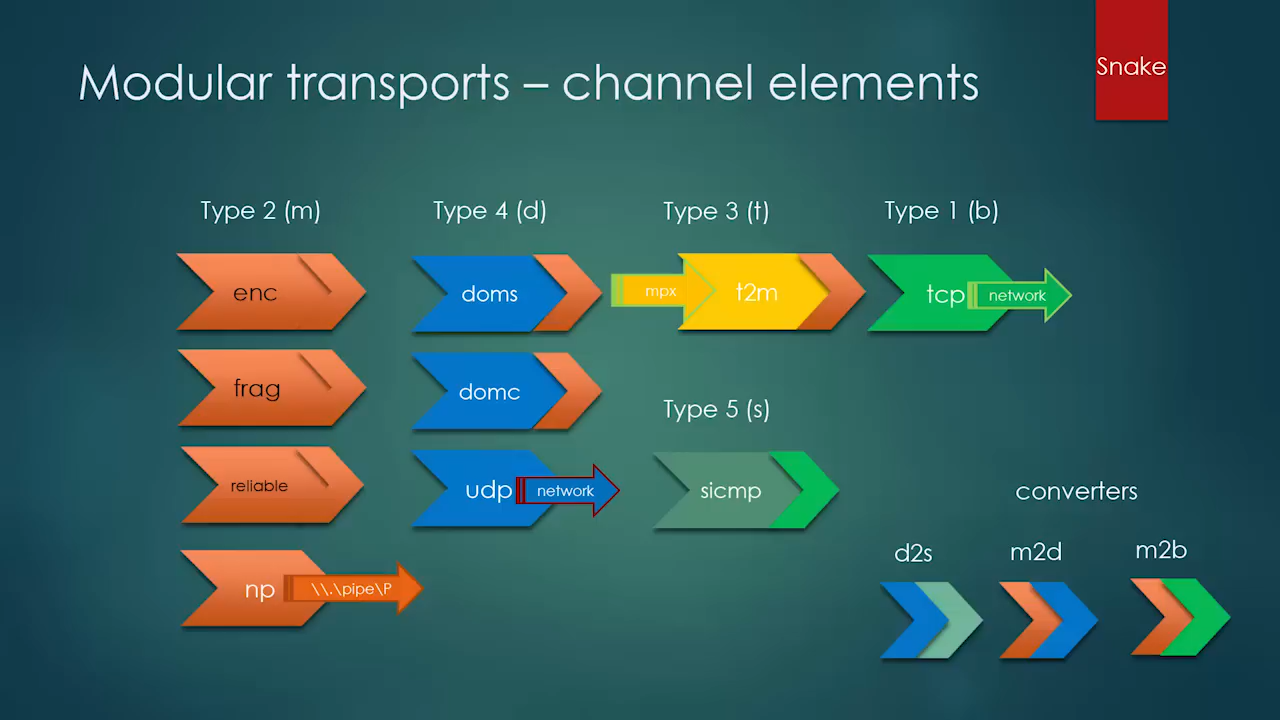 Snake
Modular transports – channel elements
Type 2 (m)
Type 4 (d)
Type 3 (t)
Type 1 (b)
enc
doms
mpx
t2m
tcp
network
frag
domc
Type 5 (s)
reliable
udp
network
sicmp
converters
np
\\.\pipe\P
d2s
m2d
m2b